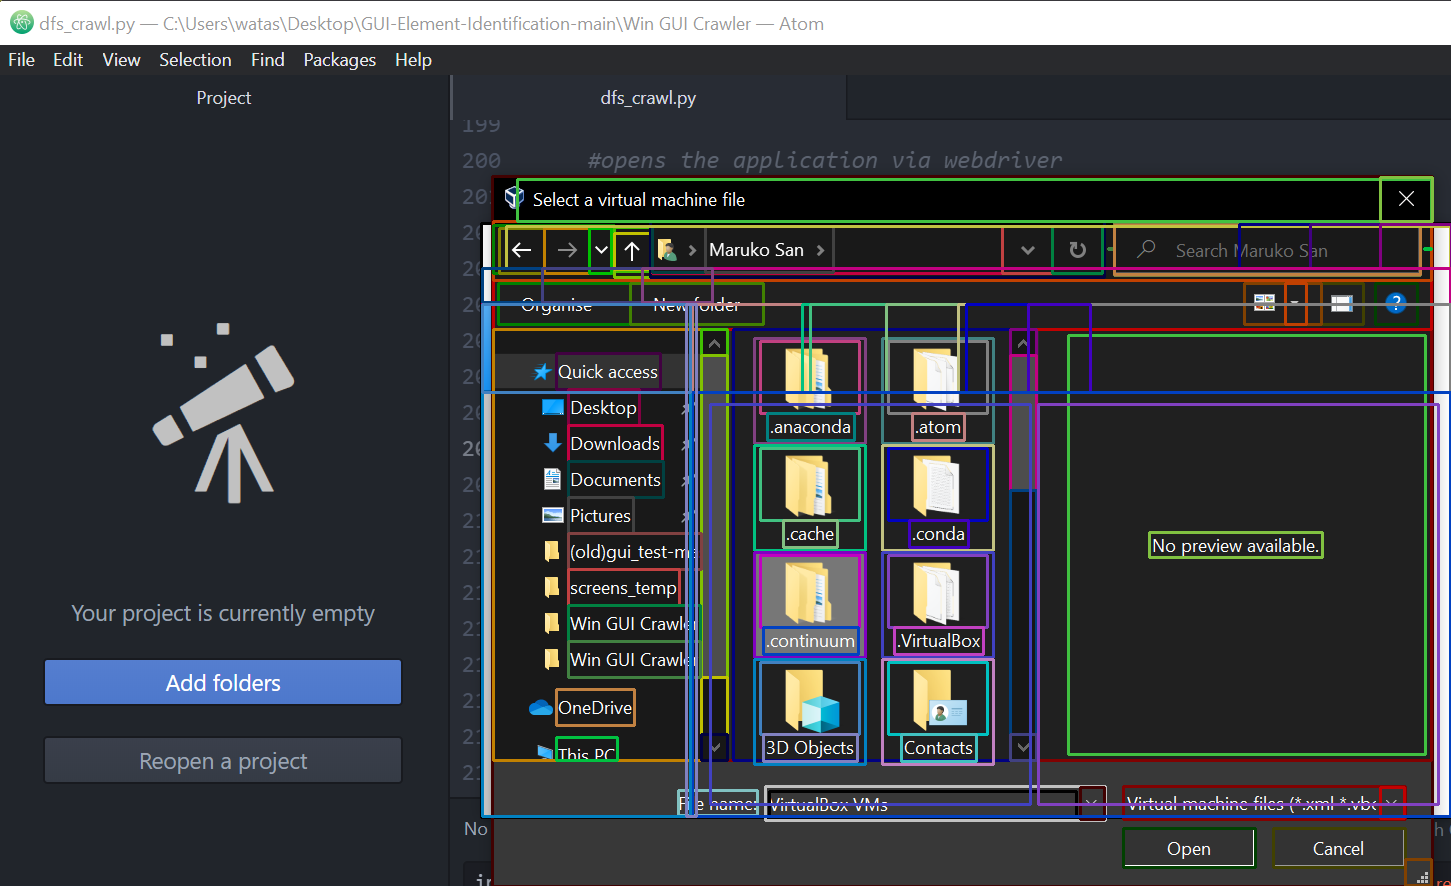 dfs_crawl.py — C:\Users\watas\Desktop\GUI-Element-Identification-main\Win GUI Crawler — Atom
File Edit View Selection Find Packages Help
Project
dfs_crawl.py
199
200 #opens the application via webdriver
Select a virtual machine file
Maruko San
Search Maruko San
Organise
New folder
Quick access
Desktop
Downloads
Documents
Pictures
(old)gui_test-ma
screens_temp
Win GUI Crawler
Win GUI Crawler
OneDrive
This PC
.anaconda
.atom
.cache
.conda
.continuum
.VirtualBox
3D Objects
Contacts
No preview available.
Your project is currently empty
Add folders
Reopen a project
File name:
VirtualBox VMs
Virtual machine files (*.xml *.vbo
No
Open
Cancel